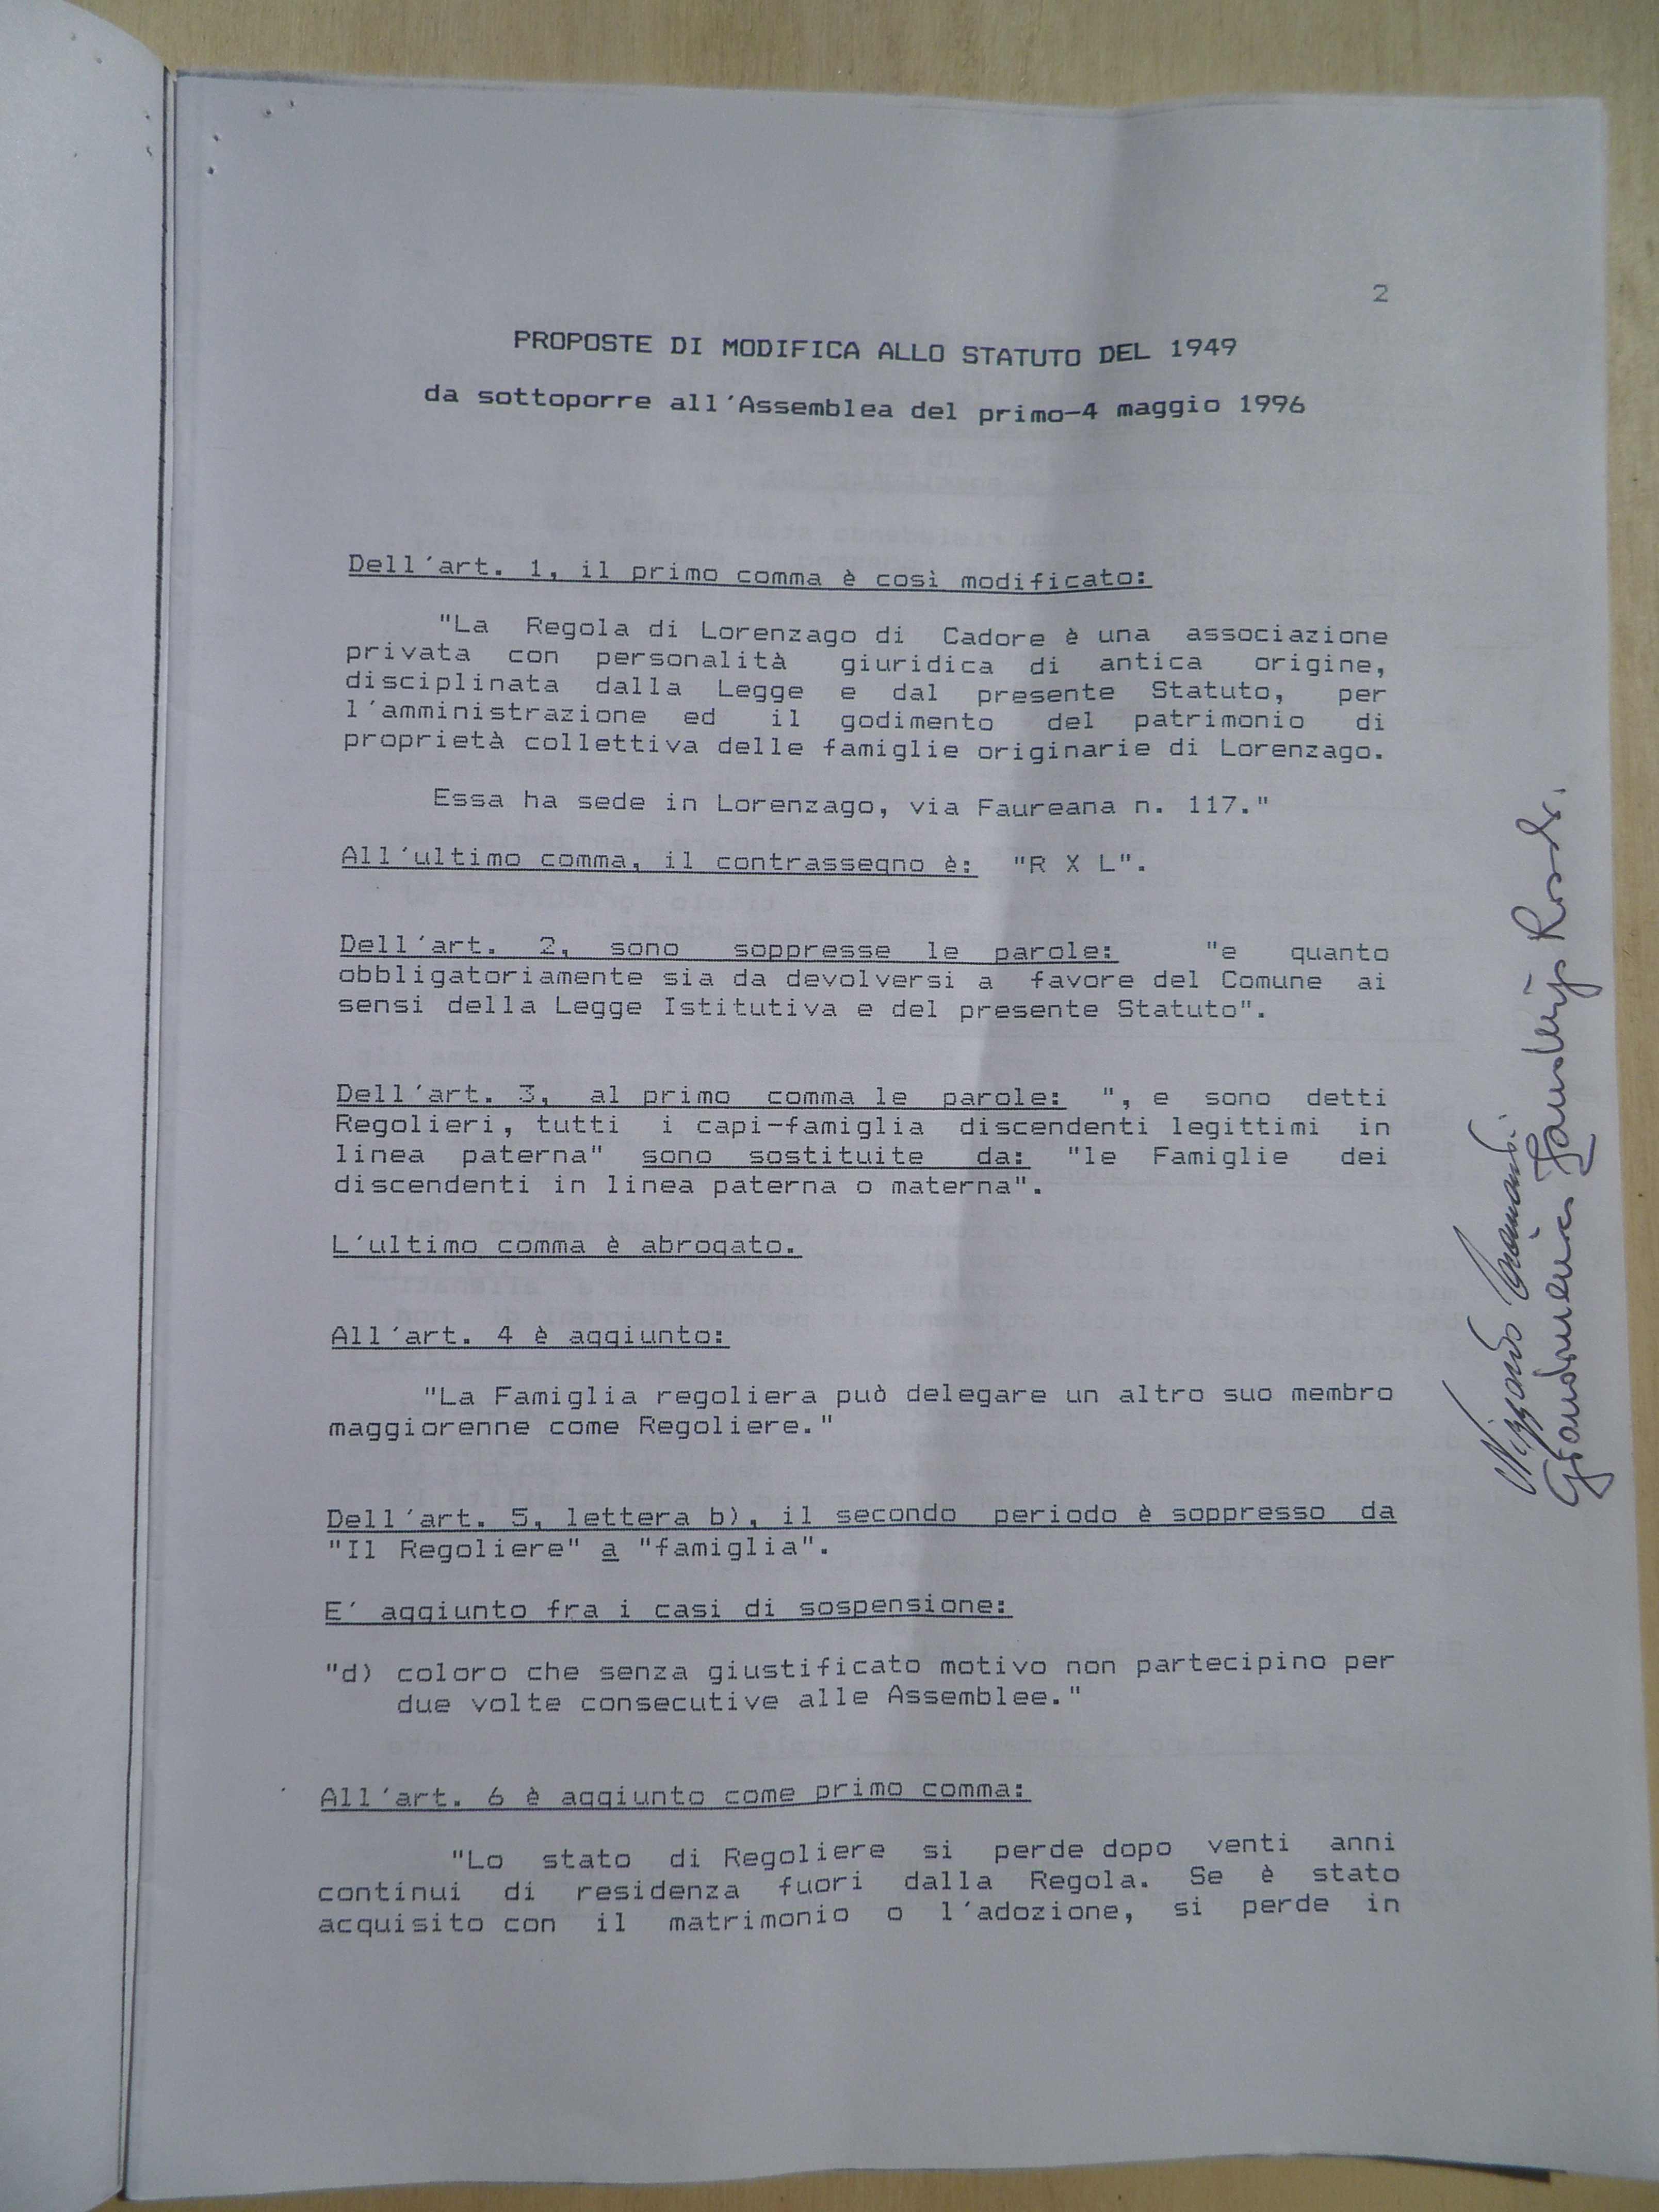 2
PROPOSTE DI MODIFICA ALLO STATUTO DEL 1949
da sottoporre all'Assemblea del primo-4 maggio 1996
Dell'art. 1, il primo comma è così modificato:
"La Regola di Lorenzago di Cadore è una associazione
privata con personalità giuridica di antica origine,
disciplinata dalla Legge e dal presente Statuto, per
l'amministrazione ed il godimento del patrimonio di
proprietà collettiva delle famiglie originarie di Lorenzago.
Essa ha sede in Lorenzago, via Faureana n. 117."
All'ultimo comma, il contrassegno è: "R X L".
Dell'art. 2, sono soppresse le parole: "e quanto
obbligatoriamente sia da devolversi a favore del Comune ai
sensi della Legge Istitutiva e del presente Statuto".
Dell'art. 3, al primo comma le parole: ", e sono detti
Regolieri, tutti i capi-famiglia discendenti legittimi in
linea paterna" sono sostituite da: "le Famiglie dei
discendenti in linea paterna o materna".
L'ultimo comma è abrogato.
All'art. 4 è aggiunto:
"La Famiglia regoliera può delegare un altro suo membro
maggiorenne come Regoliere."
Dell'art. 5, lettera b), il secondo periodo è soppresso da
"Il Regoliere" a "famiglia".
E' aggiunto fra i casi di sospensione:
"d) coloro che senza giustificato motivo non partecipino per
due volte consecutive alle Assemblee."
All'art. 6 è aggiunto come primo comma:
"Lo stato di Regoliere si perde dopo venti anni
continui di residenza fuori dalla Regola. Se è stato
acquisito con il matrimonio o l'adozione, si perde in